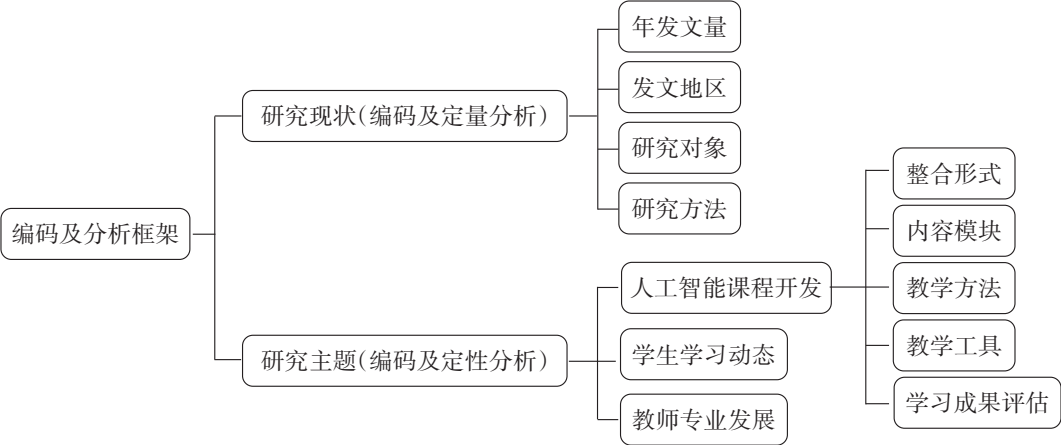 编码及分析框架
研究现状(编码及定量分析)
年发文量
发文地区
研究对象
研究方法
研究主题(编码及定性分析)
人工智能课程开发
整合形式
内容模块
教学方法
教学工具
学习成果评估
学生学习动态
教师专业发展